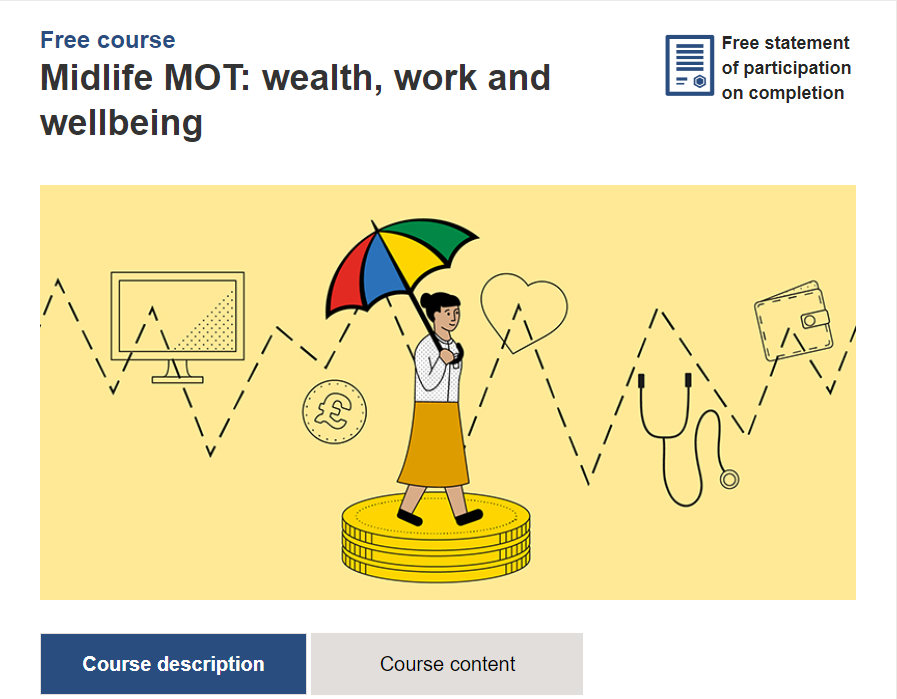 Free course
Midlife MOT: wealth, work and
wellbeing
Free statement
of participation
on completion
£
Course description
Course content